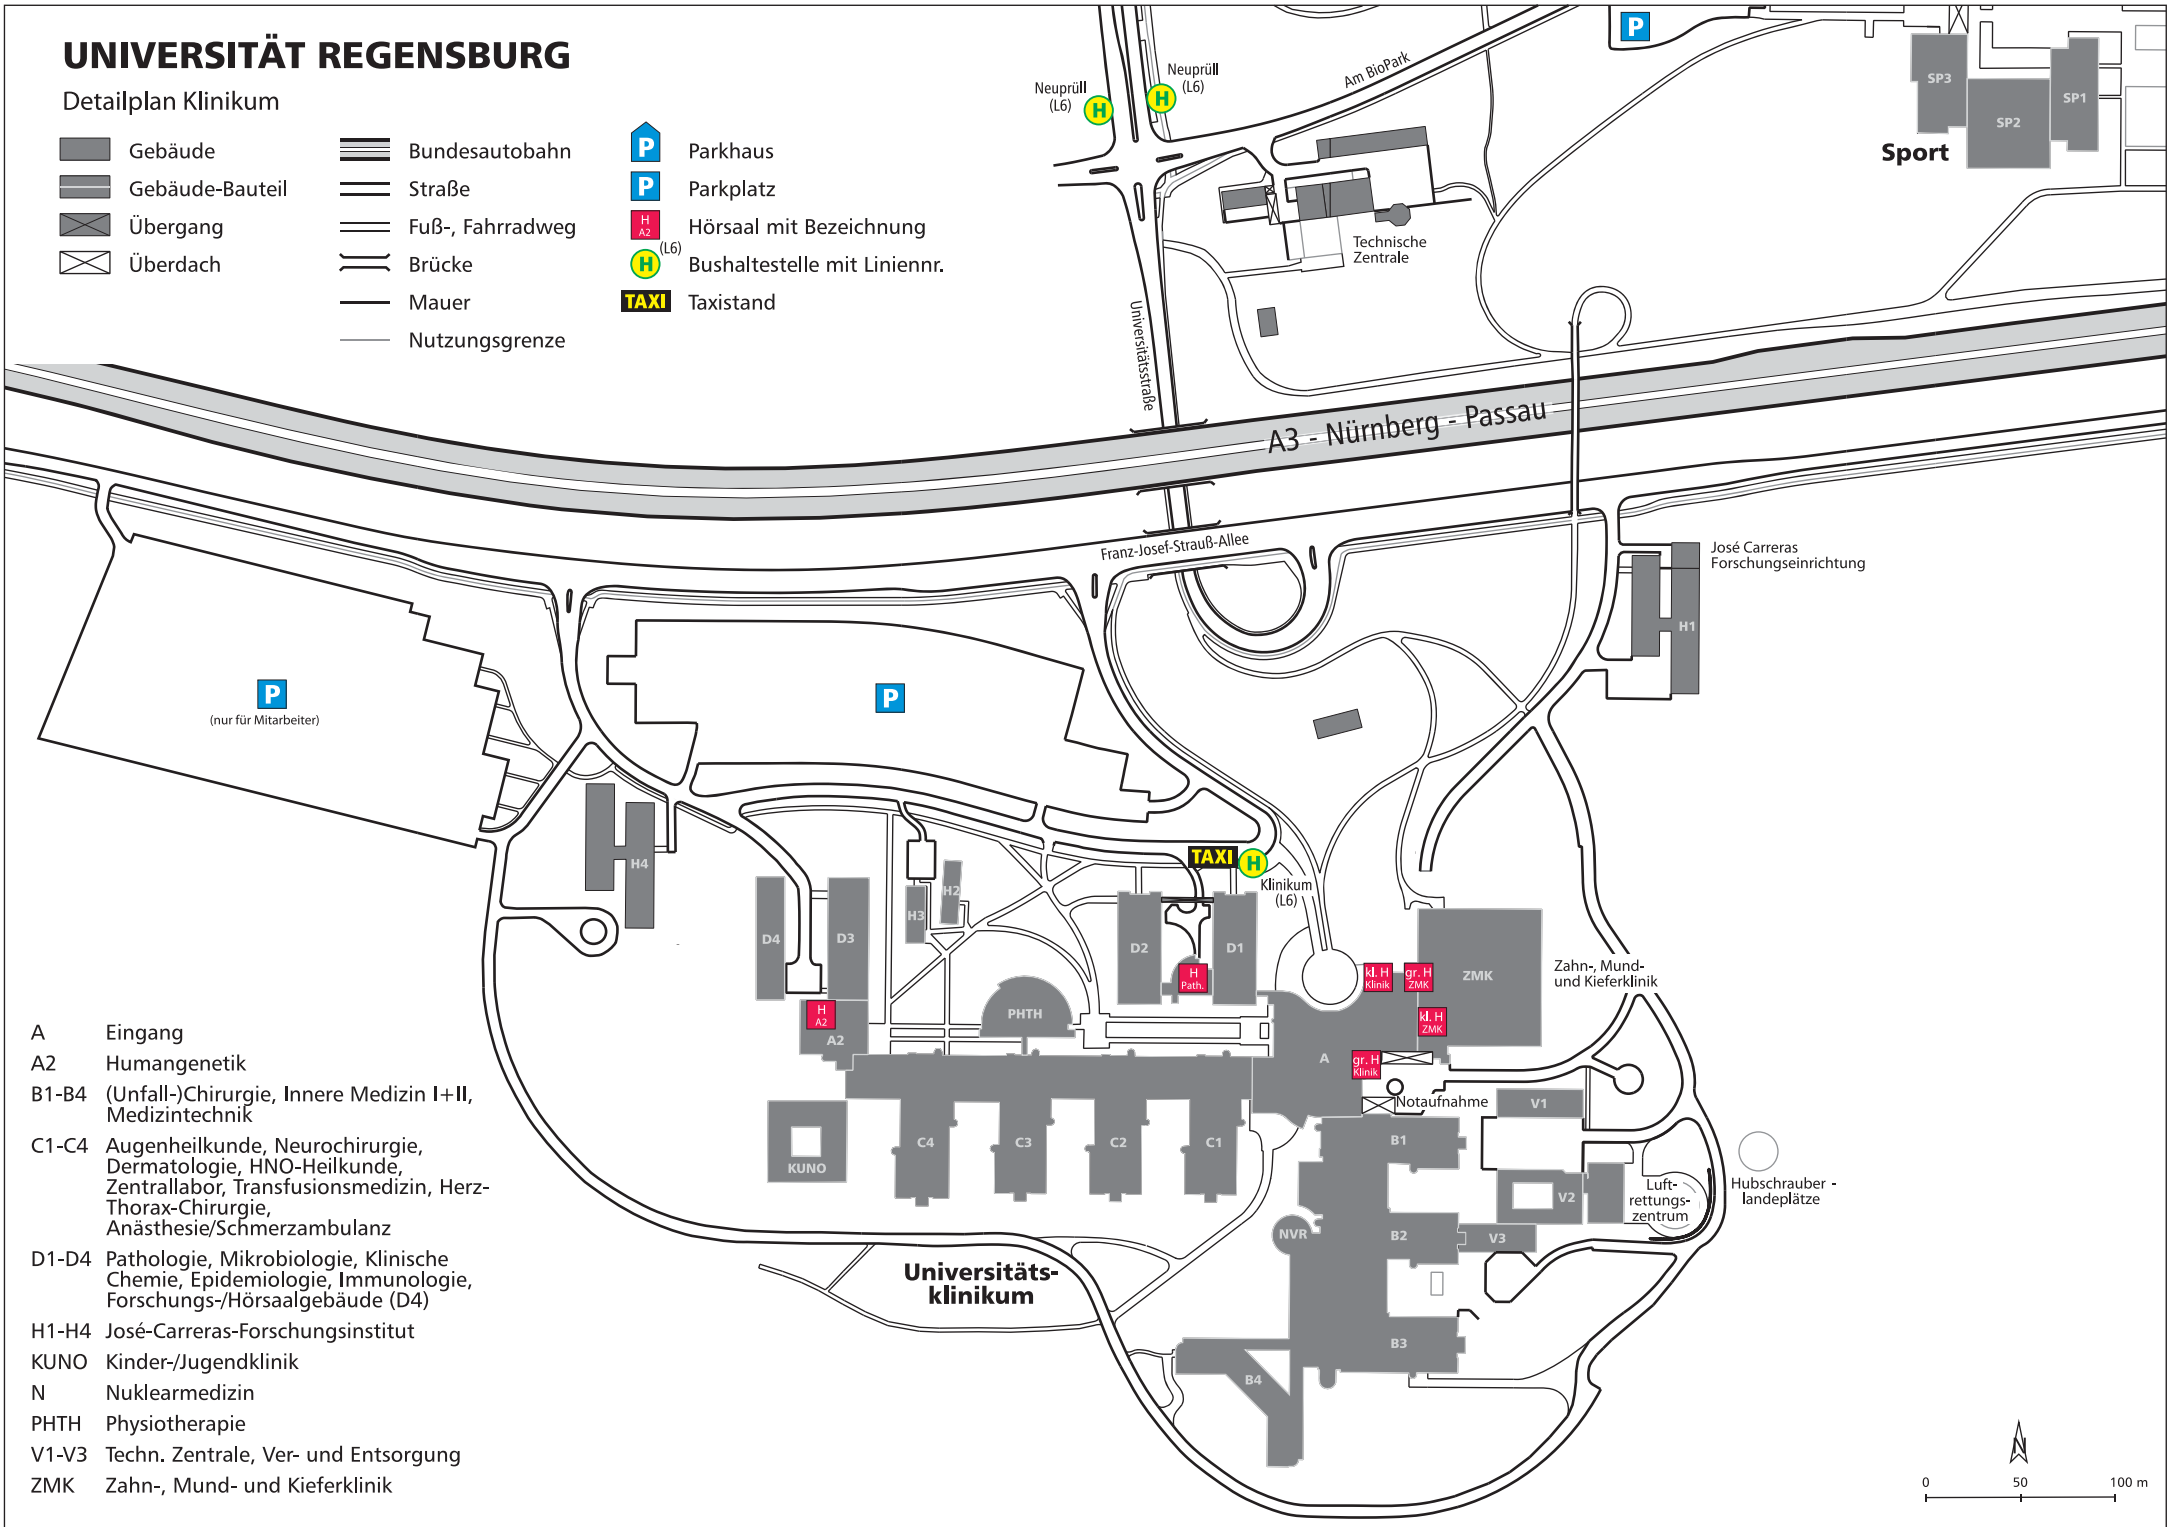 UNIVERSITÄT REGENSBURG
Detailplan Klinikum
Gebäude
Gebäude-Bauteil
Übergang
Überdach
Bundesautobahn
Straße
Fuß-, Fahrradweg
Brücke
Mauer
Nutzungsgrenze
P Parkhaus
P Parkplatz
H
A2
Hörsaal mit Bezeichnung
(L6)
H Bushaltestelle mit Liniennr.
TAXI Taxistand
Neuprüll
(L6)
H
Neuprüll
(L6)
H
Am BioPark
P
SP3
SP2
SP1
Sport
Technische
Zentrale
Universitätsstraße
A3 - Nürnberg - Passau
Franz-Josef-Strauß-Allee
José Carreras
Forschungseinrichtung
H1
P
(nur für Mitarbeiter)
P
H4
TAXI
H
Klinikum
(L6)
H2
H3
D4
D3
D2
D1
H
Path.
kl. H
Klinik
gr. H
ZMK
kl. H
ZMK
ZMK
Zahn-, Mund-
und Kieferklinik
H
A2
A2
PHTH
A
gr. H
Klinik
Notaufnahme
V1
KUNO
C4
C3
C2
C1
B1
V2
Luft-
rettungs-
zentrum
Hubschrauber -
landeplätze
NVR
B2
V3
Universitäts-
klinikum
B3
B4
A Eingang
A2 Humangenetik
B1-B4 (Unfall-)Chirurgie, Innere Medizin I+II,
Medizintechnik
C1-C4 Augenheilkunde, Neurochirurgie,
Dermatologie, HNO-Heilkunde,
Zentrallabor, Transfusionsmedizin, Herz-
Thorax-Chirurgie,
Anästhesie/Schmerzambulanz
D1-D4 Pathologie, Mikrobiologie, Klinische
Chemie, Epidemiologie, Immunologie,
Forschungs-/Hörsaalgebäude (D4)
H1-H4 José-Carreras-Forschungsinstitut
KUNO Kinder-/Jugendklinik
N Nuklearmedizin
PHTH Physiotherapie
V1-V3 Techn. Zentrale, Ver- und Entsorgung
ZMK Zahn-, Mund- und Kieferklinik
N
0 50 100 m